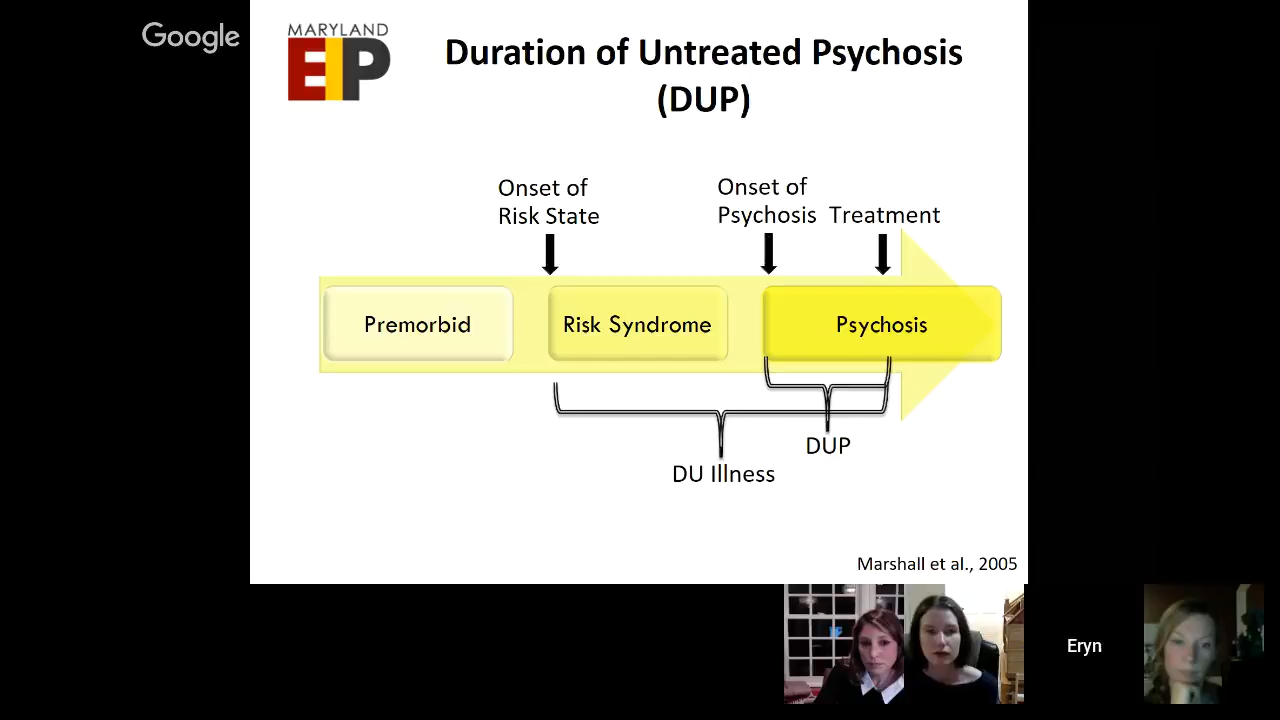 Google
MARYLAND
EIP
Duration of Untreated Psychosis
(DUP)
Onset of
Risk State
Onset of
Psychosis
Treatment
Premorbid
Risk Syndrome
Psychosis
DUP
DU Illness
Marshall et al., 2005
Eryn